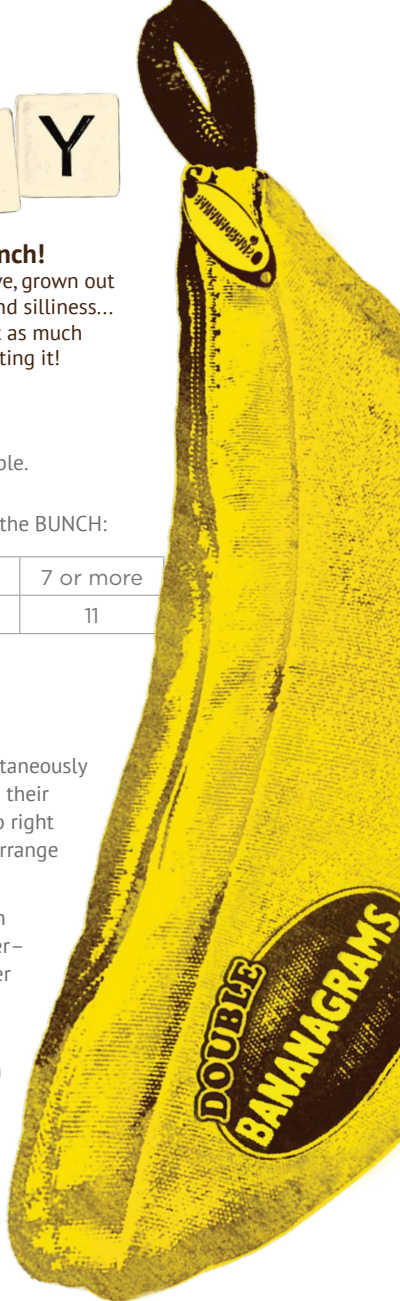 Y
BANANAGRAMS
nch!
ve, grown out
nd silliness...
t as much
ting it!
ble.
the BUNCH:
7 or more
11
taneously
their
o right
rrange
n
er–
er
n
DOUBLE
BANANAGRAMS